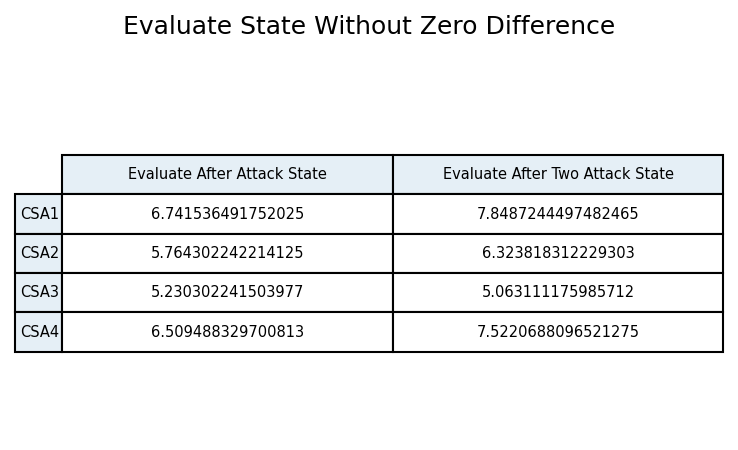 Evaluate State Without Zero Difference
Evaluate After Attack State Evaluate After Two Attack State
CSA1 6.741536491752025 7.8487244497482465
CSA2 5.764302242214125 6.323818312229303
CSA3 5.230302241503977 5.063111175985712
CSA4 6.509488329700813 7.5220688096521275